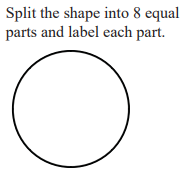 Split the shape into 8 equal
parts and label each part.